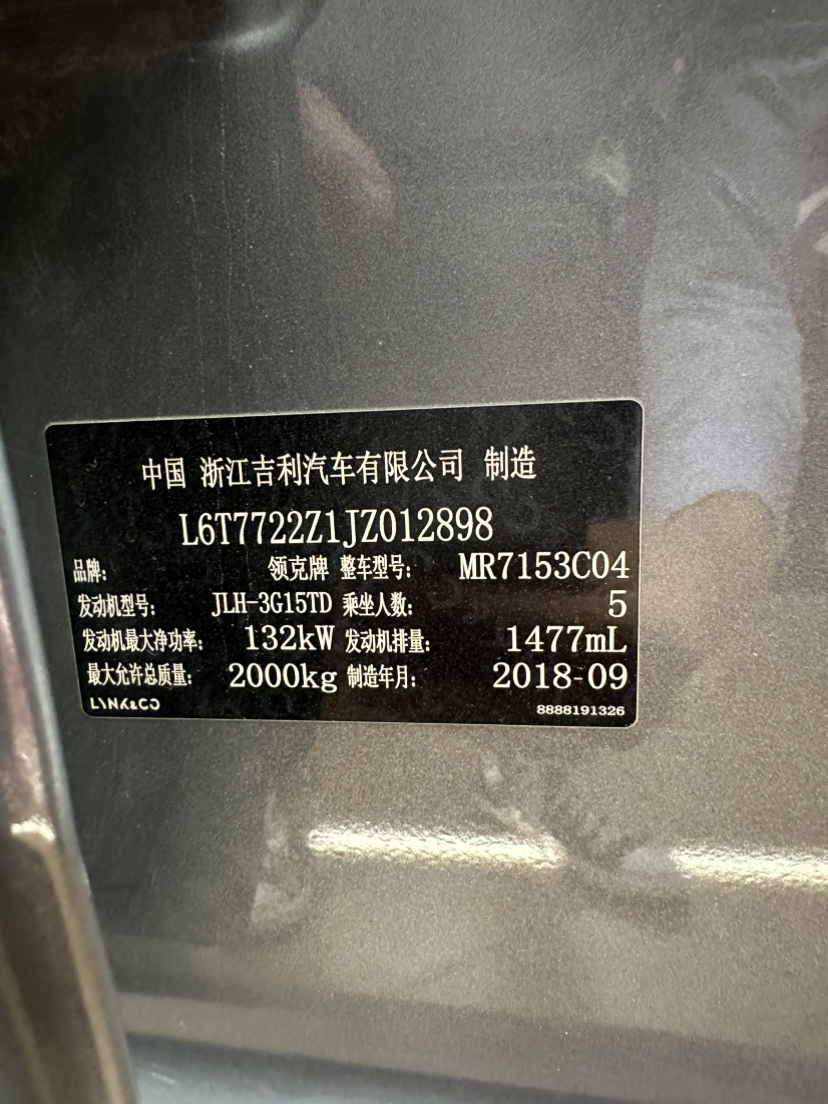 中国 浙江吉利汽车有限公司 制造
L6T7722Z1JZ012898
品牌: 领克牌 整车型号: MR7153C04
发动机型号: JLH-3G15TD 乘坐人数: 5
发动机最大净功率: 132kW 发动机排量: 1477mL
最大允许总质量: 2000kg 制造年月: 2018-09
LYNK&CO 8888191326